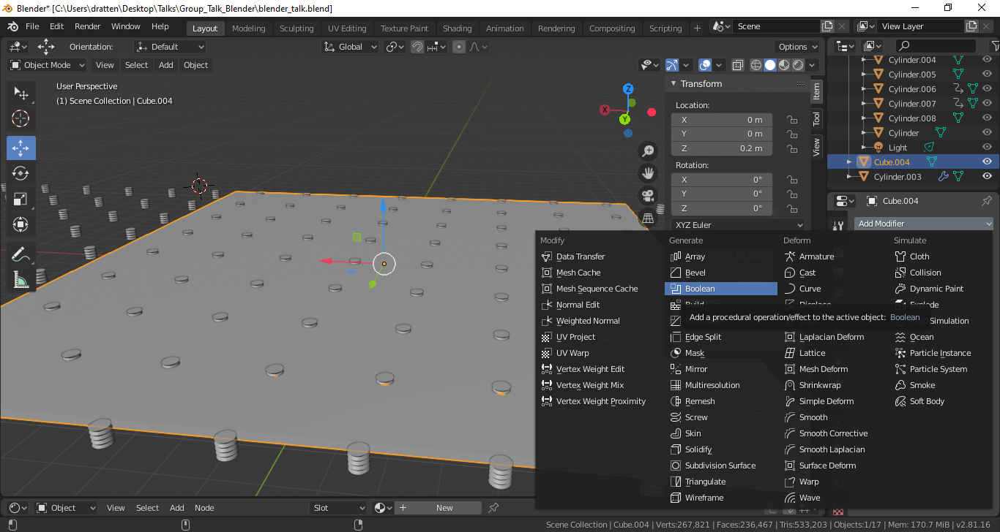 Blender* [C:\Users\dratten\Desktop\Talks\Group_Talk_Blender\blender_talk.blend]
File Edit Render Window Help Layout Modeling Sculpting UV Editing Texture Paint Shading Animation Rendering Compositing Scripting + Scene View Layer
Orientation: Default Global Options
Object Mode View Select Add Object
User Perspective
(1) Scene Collection | Cube.004
Z
X
Y
Transform
Location:
X 0 m
Y 0 m
Z 0.2 m
Rotation:
X 0°
Y 0°
Z 0°
XYZ Euler
Item
Tool
View
Cylinder.004
Cylinder.005
Cylinder.006
Cylinder.007
Cylinder.008
Cylinder
Light
Cube.004
Cylinder.003
Cube.004
Add Modifier
Modify
Data Transfer
Mesh Cache
Mesh Sequence Cache
Normal Edit
Weighted Normal
UV Project
UV Warp
Vertex Weight Edit
Vertex Weight Mix
Vertex Weight Proximity
Generate
Array
Bevel
Boolean
Build
Edge Split
Mask
Mirror
Multiresolution
Remesh
Screw
Skin
Solidify
Subdivision Surface
Triangulate
Wireframe
Deform
Armature
Cast
Curve
Displace
Laplacian Deform
Lattice
Mesh Deform
Shrinkwrap
Simple Deform
Smooth
Smooth Corrective
Smooth Laplacian
Surface Deform
Warp
Wave
Simulate
Cloth
Collision
Dynamic Paint
Explode
Simulation
Ocean
Particle Instance
Particle System
Smoke
Soft Body
Add a procedural operation/effect to the active object: Boolean
Object View Select Add Node Slot + New
Scene Collection | Cube.004 | Verts:267,821 | Faces:236,467 | Tris:533,203 | Objects:1/17 | Mem: 170.7 MiB | v2.81.16